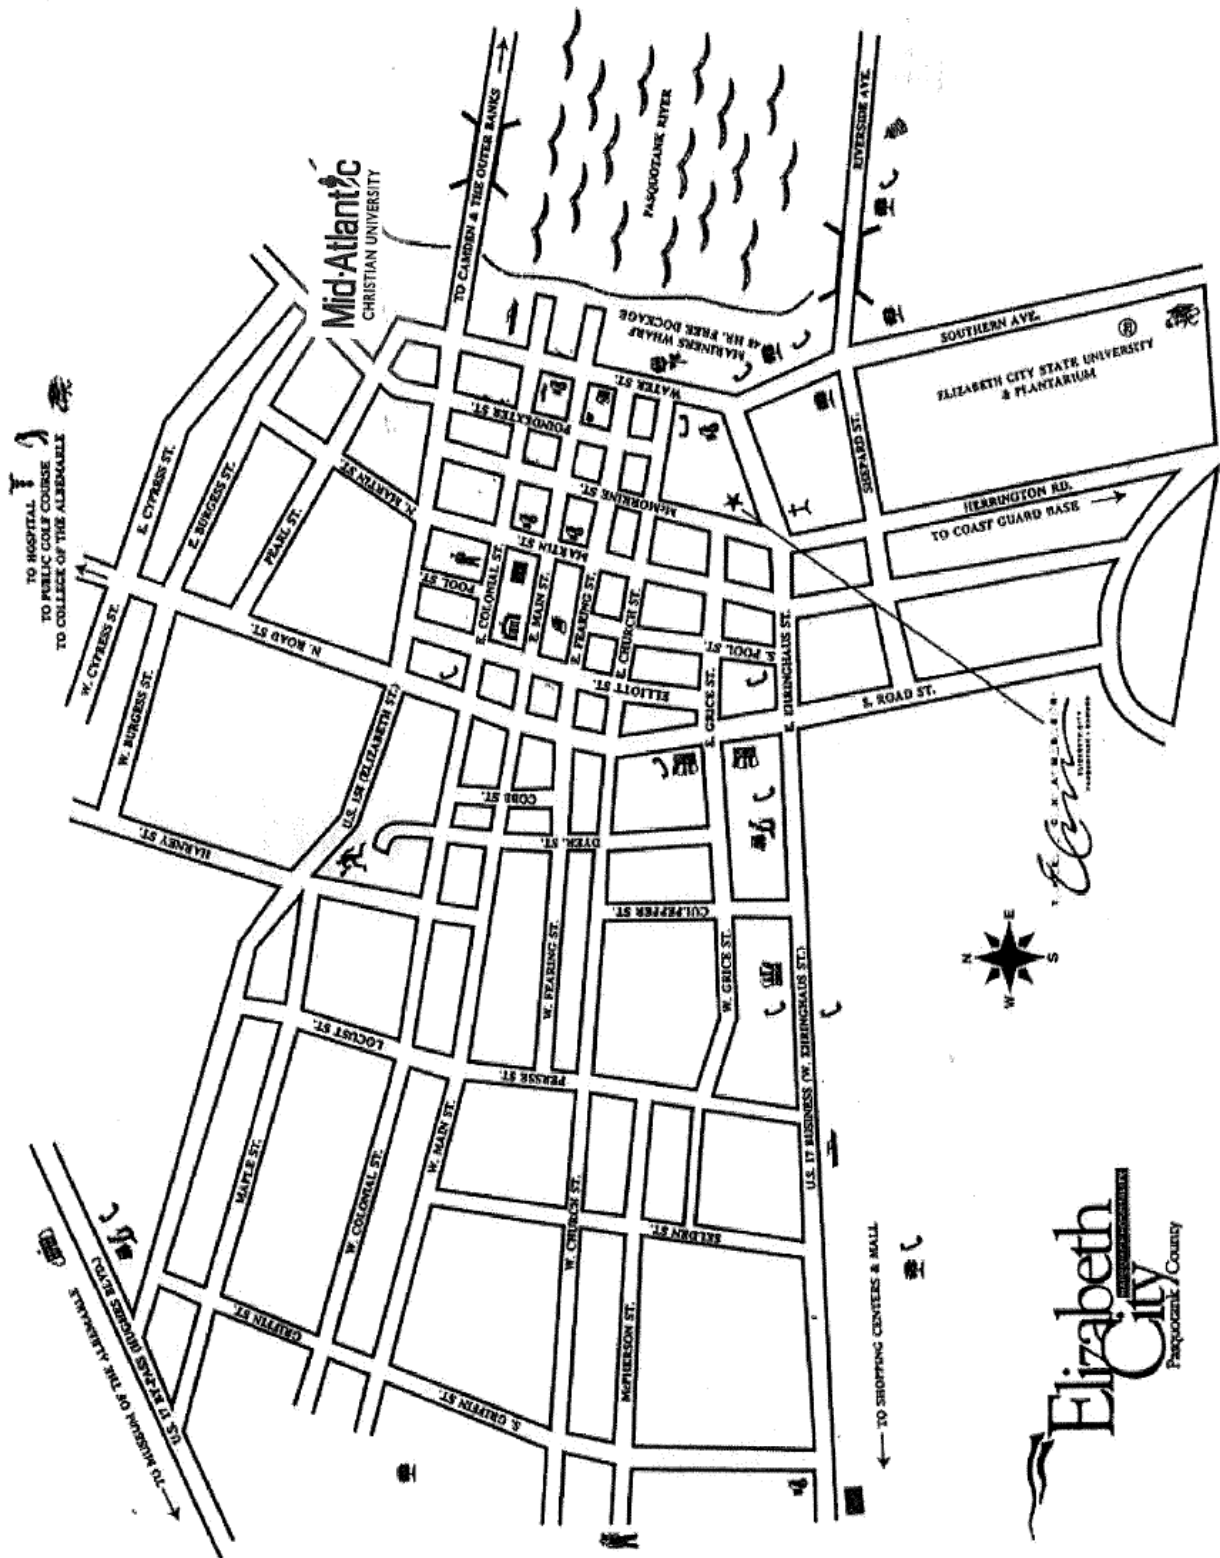 TO HOSPITAL
TO PUBLIC GOLF COURSE
TO COLLEGE OF THE ALBEMARLE
Mid-Atlantic
CHRISTIAN UNIVERSITY
TO CAMDEN & THE OUTER BANKS
PASQUOTANK RIVER
RIVERSIDE AVE.
MARINERS WHARF
48 HR. FREE DOCKAGE
SOUTHERN AVE.
ELIZABETH CITY STATE UNIVERSITY
& PLANTARIUM
SHEPARD ST.
HERRINGTON RD.
TO COAST GUARD BASE
E. CYPRESS ST.
E. BURGESS ST.
PEARL ST.
N. MARTIN ST.
W. CYPRESS ST.
W. BURGESS ST.
N. ROAD ST.
HARNEY ST.
U.S. 158 (ELIZABETH ST.)
WATER ST.
POINDEXTER ST.
McMORRINE ST.
MARTIN ST.
POOL ST.
E. COLONIAL ST.
E. MAIN ST.
E. FEARING ST.
E. CHURCH ST.
ELLIOTT ST.
S. POOL ST.
E. GRICE ST.
E. EHRINGHAUS ST.
S. ROAD ST.
COBB ST.
DYER ST.
CULPEPPER ST.
W. FEARING ST.
W. GRICE ST.
LOCUST ST.
PERSSE ST.
MAPLE ST.
W. COLONIAL ST.
W. MAIN ST.
W. CHURCH ST.
SELDEN ST.
McPHERSON ST.
GRIFFIN ST.
S. GRIFFIN ST.
U.S. 17 BUSINESS (W. EHRINGHAUS ST.)
U.S. 17 BY-PASS (HUGHES BLVD.)
TO MUSEUM OF THE ALBEMARLE
TO SHOPPING CENTERS & MALL
N
E
S
W
THE CHAMBER
Elizabeth
City
Pasquotank County